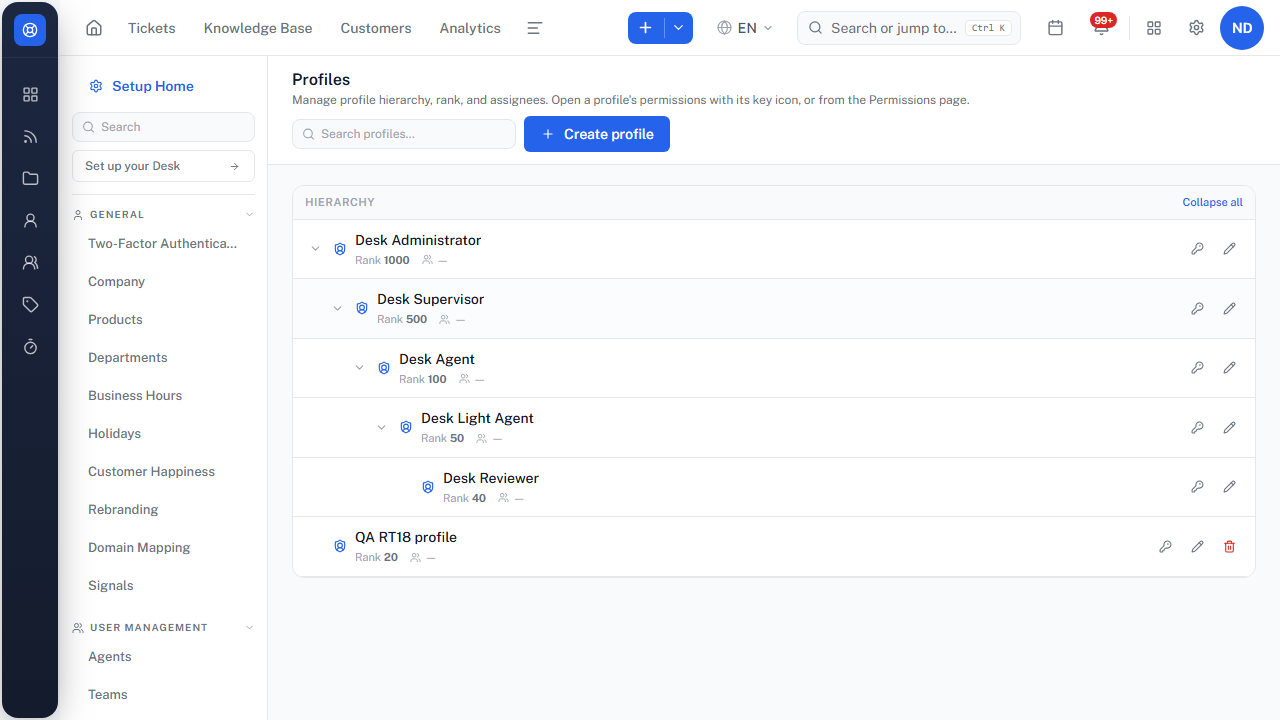 Tickets
Knowledge Base
Customers
Analytics
EN
Search or jump to...
Ctrl K
99+
ND
Setup Home
Search
Set up your Desk
GENERAL
Two-Factor Authentica...
Company
Products
Departments
Business Hours
Holidays
Customer Happiness
Rebranding
Domain Mapping
Signals
USER MANAGEMENT
Agents
Teams
Profiles
Manage profile hierarchy, rank, and assignees. Open a profile's permissions with its key icon, or from the Permissions page.
Search profiles...
Create profile
HIERARCHY
Collapse all
Desk Administrator
Rank 1000 —
Desk Supervisor
Rank 500 —
Desk Agent
Rank 100 —
Desk Light Agent
Rank 50 —
Desk Reviewer
Rank 40 —
QA RT18 profile
Rank 20 —